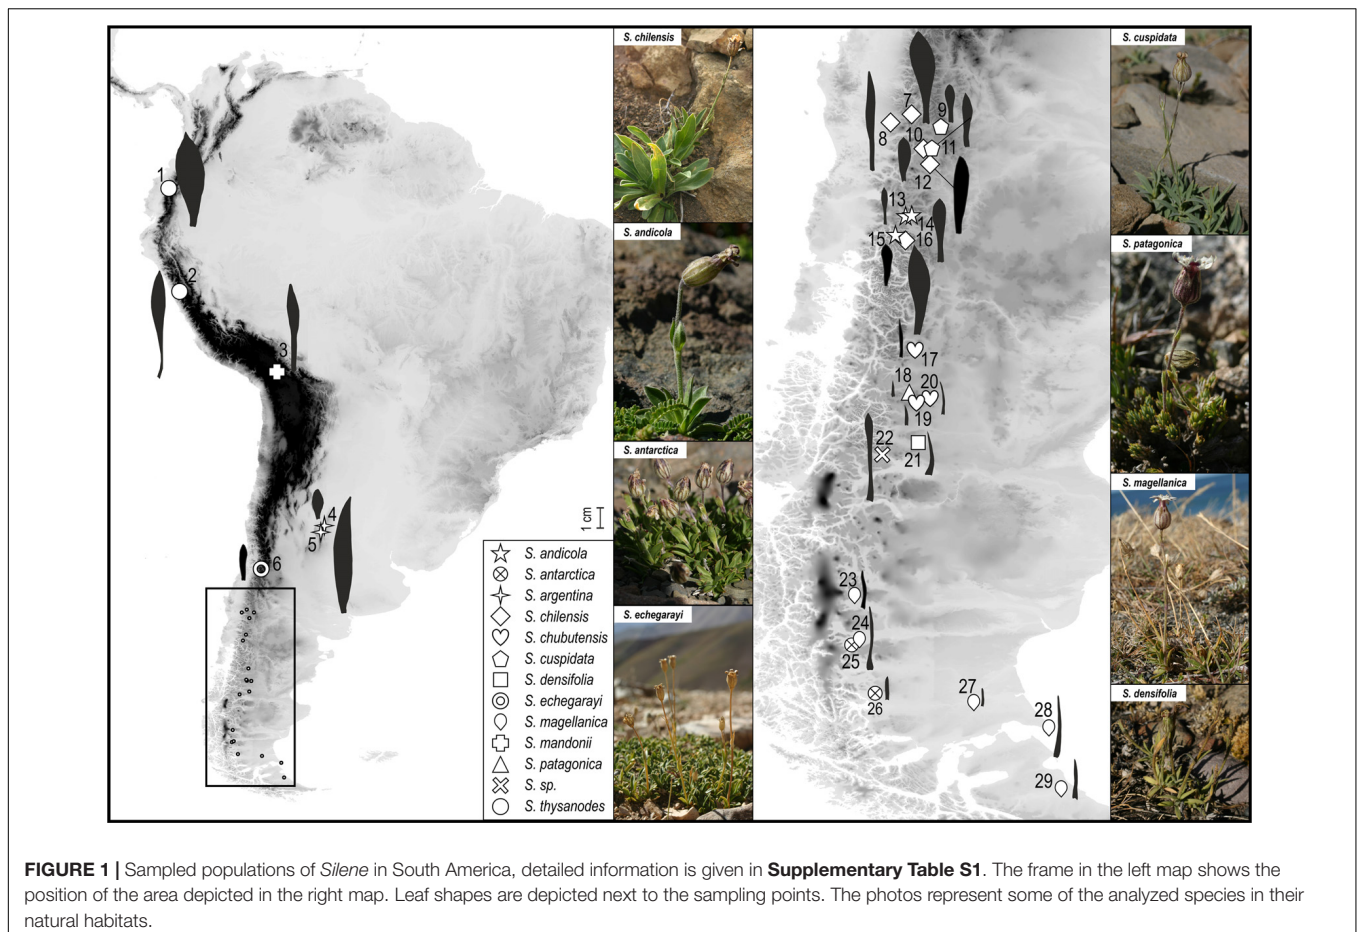 1
2
3
4
5
6
1 cm
S. andicola
S. antarctica
S. argentina
S. chilensis
S. chubutensis
S. cuspidata
S. densifolia
S. echegarayi
S. magellanica
S. mandonii
S. patagonica
S. sp.
S. thysanodes
S. chilensis
S. andicola
S. antarctica
S. echegarayi
7
8
9
10
11
12
13
14
15
16
17
18
20
19
22
21
23
24
25
26
27
28
29
S. cuspidata
S. patagonica
S. magellanica
S. densifolia
FIGURE 1 | Sampled populations of Silene in South America, detailed information is given in Supplementary Table S1. The frame in the left map shows the
position of the area depicted in the right map. Leaf shapes are depicted next to the sampling points. The photos represent some of the analyzed species in their
natural habitats.